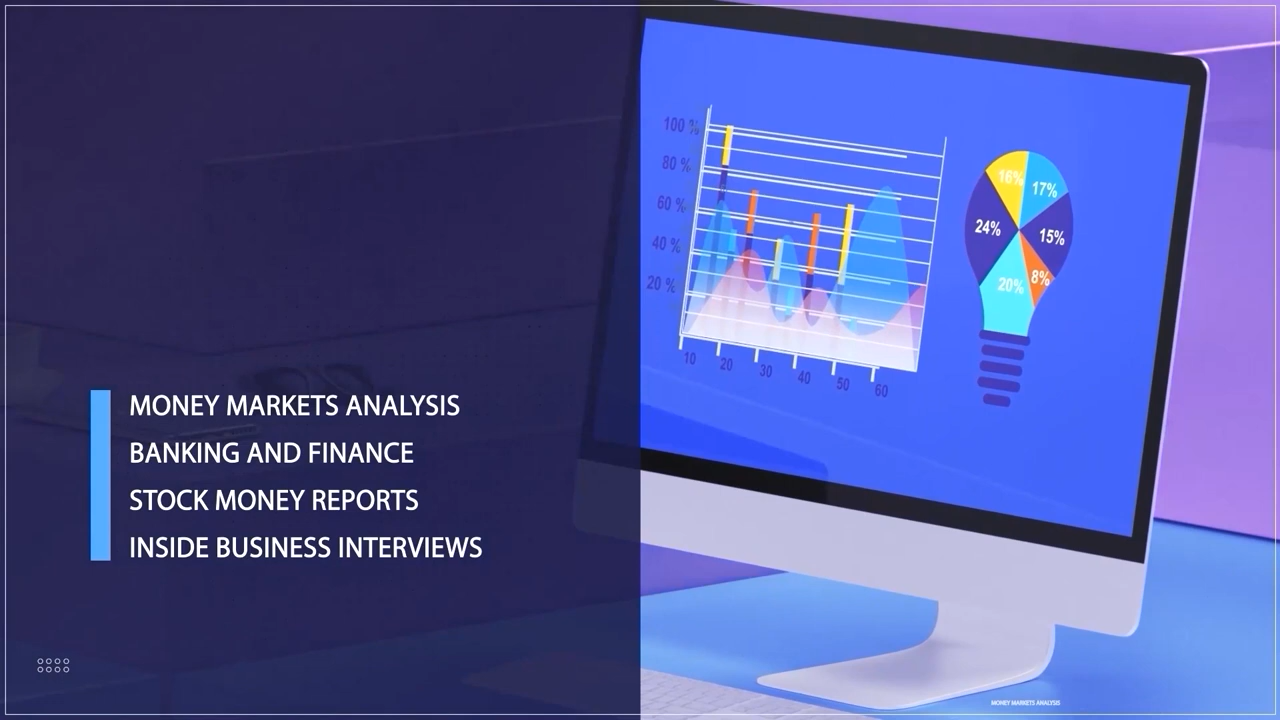 MONEY MARKETS ANALYSIS
BANKING AND FINANCE
STOCK MONEY REPORTS
INSIDE BUSINESS INTERVIEWS
100 %
80 %
60 %
40 %
20 %
10 20 30 40 50 60
16% 17%
24% 15%
20% 8%
MONEY MARKETS ANALYSIS